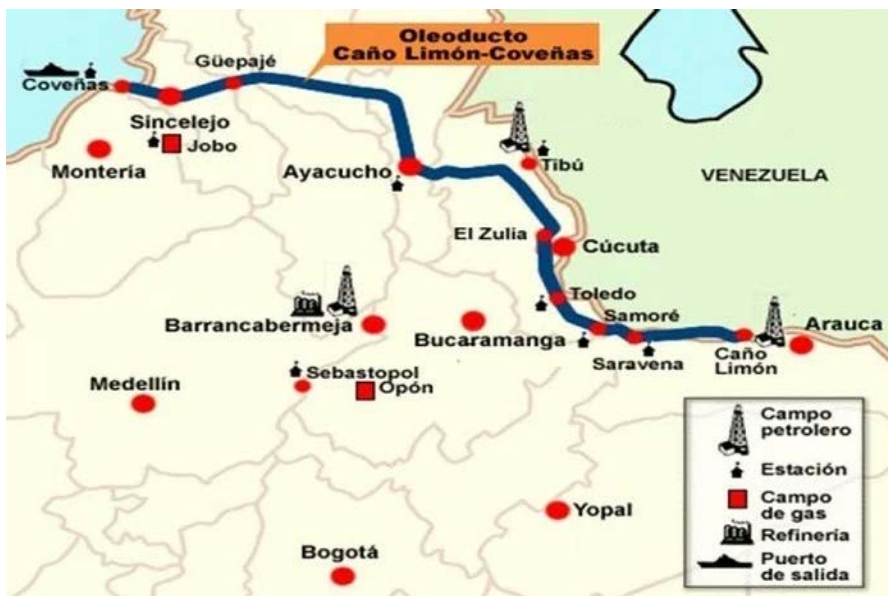 Oleoducto
Caño Limón-Coveñas
Güepajé
Coveñas
Sincelejo
Jobo
Montería
Ayacucho
Tibú
VENEZUELA
El Zulia
Cúcuta
Toledo
Samoré
Barrancabermeja
Bucaramanga
Saravena
Caño
Limón
Arauca
Sebastopol
Opón
Medellín
Yopal
Bogotá
Campo
petrolero
Estación
Campo
de gas
Refinería
Puerto
de salida